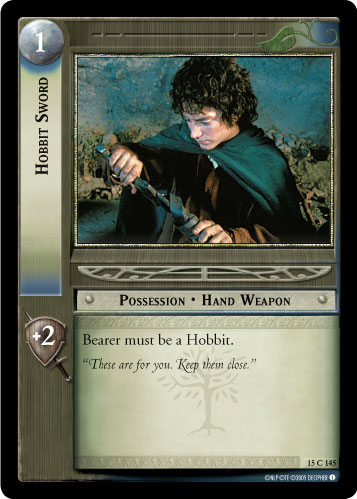 1
HOBBIT SWORD
POSSESSION • HAND WEAPON
+2
Bearer must be a Hobbit.
“These are for you. Keep them close.”
15 C 145
©NLP ©PE ©2005 DECIPHER